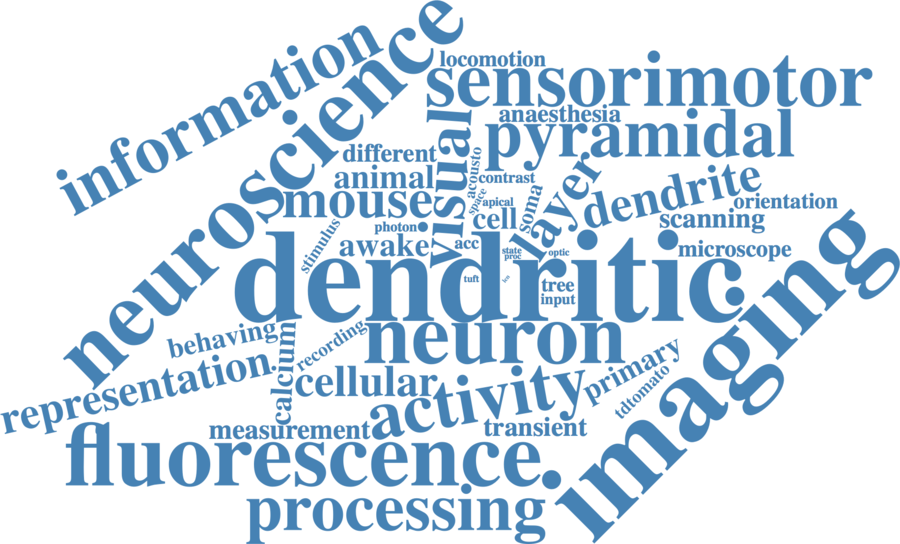 information
neuroscience
locomotion
sensorimotor
anaesthesia
pyramidal
visual
different
animal
mouse
acousto
contrast
space
apical
soma
layer
dendrite
orientation
scanning
cell
photon.
stimulus
awake
acc
state
proc
optic
microscope
dendritic.
tuft
tree
input
imaging
neuron
behaving
calcium
recording
representation.
cellular
activity
primary
tdtomato
measurement
transient
fluorescence.
processing